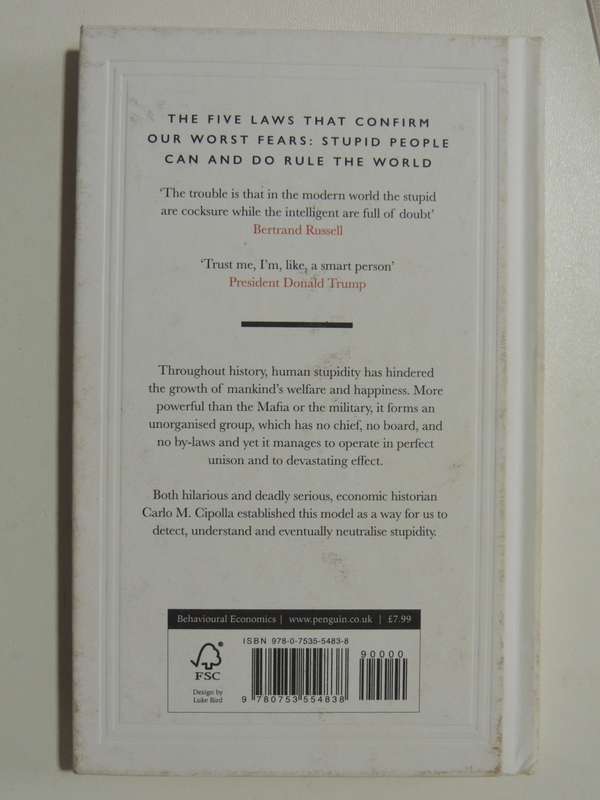 THE FIVE LAWS THAT CONFIRM
OUR WORST FEARS: STUPID PEOPLE
CAN AND DO RULE THE WORLD
‘The trouble is that in the modern world the stupid
are cocksure while the intelligent are full of doubt’
Bertrand Russell
‘Trust me, I’m, like, a smart person’
President Donald Trump
Throughout history, human stupidity has hindered
the growth of mankind’s welfare and happiness. More
powerful than the Mafia or the military, it forms an
unorganised group, which has no chief, no board, and
no by-laws and yet it manages to operate in perfect
unison and to devastating effect.
Both hilarious and deadly serious, economic historian
Carlo M. Cipolla established this model as a way for us to
detect, understand and eventually neutralise stupidity.
Behavioural Economics | www.penguin.co.uk | £7.99
ISBN 978-0-7535-5483-8
90000
FSC
Design by
Luke Bird
9 780753 554838